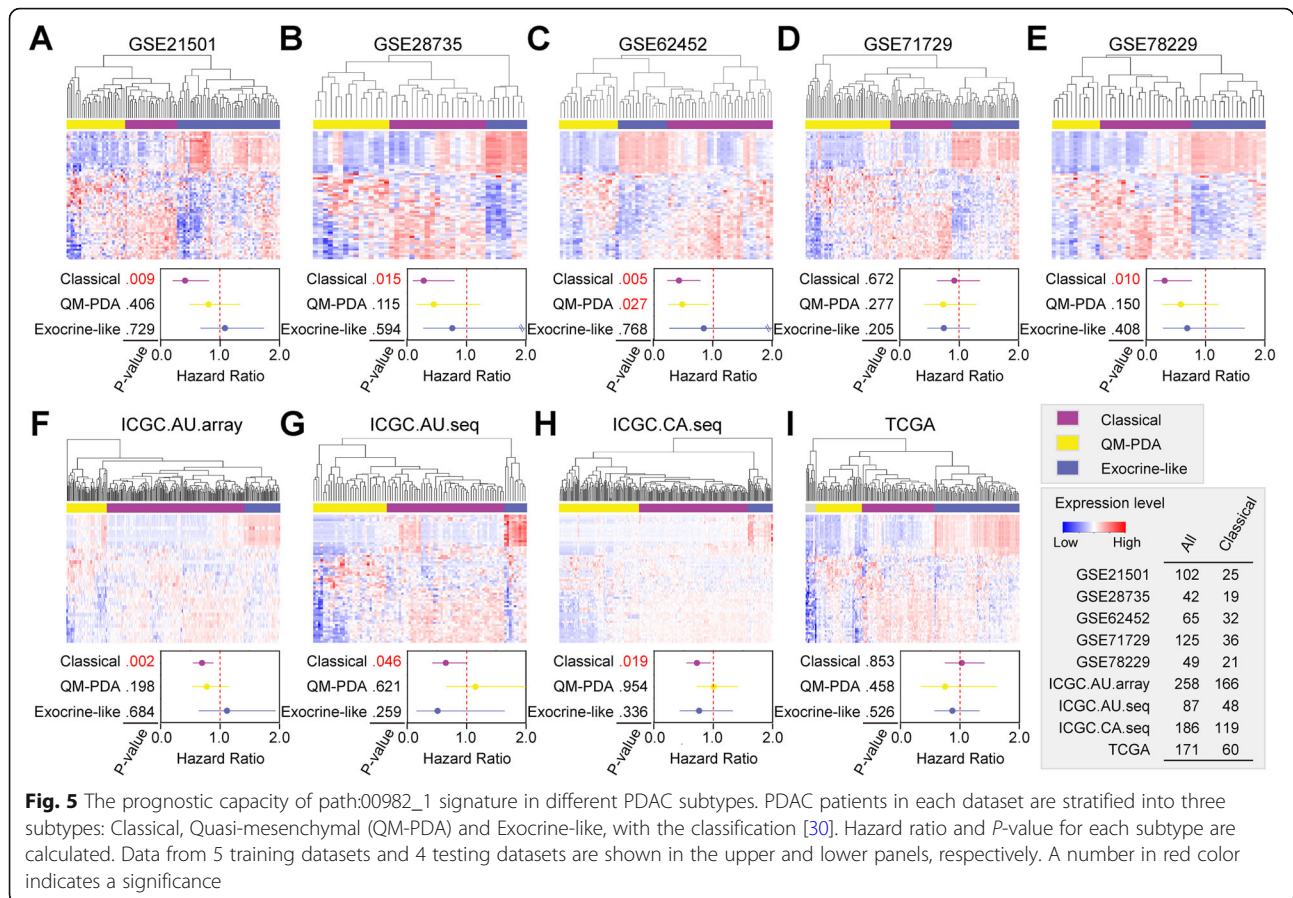 A
GSE21501
B
GSE28735
C
GSE62452
D
GSE71729
E
GSE78229
Classical .009
QM-PDA .406
Exocrine-like .729
P-value
0.0 1.0 2.0
Hazard Ratio
Classical .015
QM-PDA .115
Exocrine-like .594
P-value
0.0 1.0 2.0
Hazard Ratio
Classical .005
QM-PDA .027
Exocrine-like .768
P-value
0.0 1.0 2.0
Hazard Ratio
Classical .672
QM-PDA .277
Exocrine-like .205
P-value
0.0 1.0 2.0
Hazard Ratio
Classical .010
QM-PDA .150
Exocrine-like .408
P-value
0.0 1.0 2.0
Hazard Ratio
F
ICGC.AU.array
G
ICGC.AU.seq
H
ICGC.CA.seq
I
TCGA
Classical .002
QM-PDA .198
Exocrine-like .684
P-value
0.0 1.0 2.0
Hazard Ratio
Classical .046
QM-PDA .621
Exocrine-like .259
P-value
0.0 1.0 2.0
Hazard Ratio
Classical .019
QM-PDA .954
Exocrine-like .336
P-value
0.0 1.0 2.0
Hazard Ratio
Classical .853
QM-PDA .458
Exocrine-like .526
P-value
0.0 1.0 2.0
Hazard Ratio
Classical
QM-PDA
Exocrine-like
Expression level
Low High
All Classical
GSE21501 102 25
GSE28735 42 19
GSE62452 65 32
GSE71729 125 36
GSE78229 49 21
ICGC.AU.array 258 166
ICGC.AU.seq 87 48
ICGC.CA.seq 186 119
TCGA 171 60
Fig. 5 The prognostic capacity of path:00982_1 signature in different PDAC subtypes. PDAC patients in each dataset are stratified into three
subtypes: Classical, Quasi-mesenchymal (QM-PDA) and Exocrine-like, with the classification [30]. Hazard ratio and P-value for each subtype are
calculated. Data from 5 training datasets and 4 testing datasets are shown in the upper and lower panels, respectively. A number in red color
indicates a significance